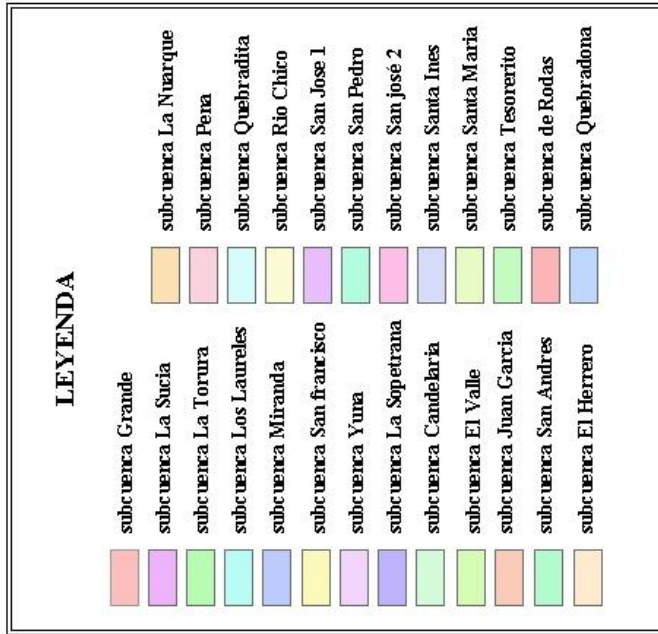 LEYENDA
subcuenca Grande
subcuenca La Sucia
subcuenca La Torura
subcuenca Los Laureles
subcuenca Miranda
subcuenca San francisco
subcuenca Yuna
subcuenca La Sopetrana
subcuenca Candelaria
subcuenca El Valle
subcuenca Juan Garcia
subcuenca San Andres
subcuenca El Herrero
subcuenca La Nuarque
subcuenca Pena
subcuenca Quebradita
subcuenca Rio Chico
subcuenca San Jose 1
subcuenca San Pedro
subcuenca San josé 2
subcuenca Santa Ines
subcuenca Santa Maria
subcuenca Tesorerito
subcuenca de Rodas
subcuenca Quebradona